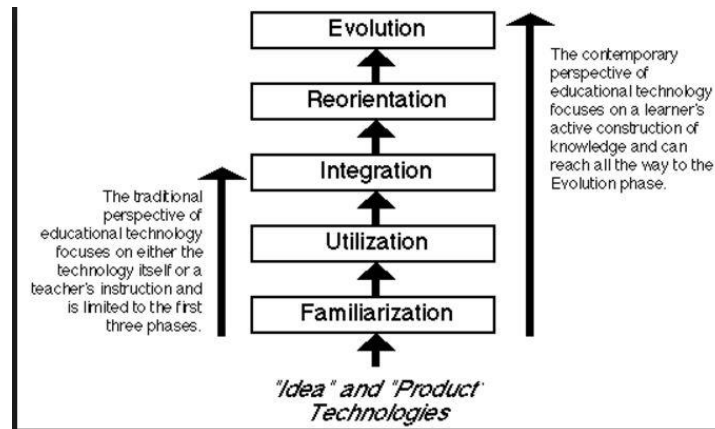 Evolution
Reorientation
Integration
Utilization
Familiarization
"Idea" and "Product"
Technologies
The traditional
perspective of
educational technology
focuses on either the
technology itself or a
teacher's instruction and
is limited to the first
three phases.
The contemporary
perspective of
educational technology
focuses on a learner's
active construction of
knowledge and can
reach all the way to the
Evolution phase.